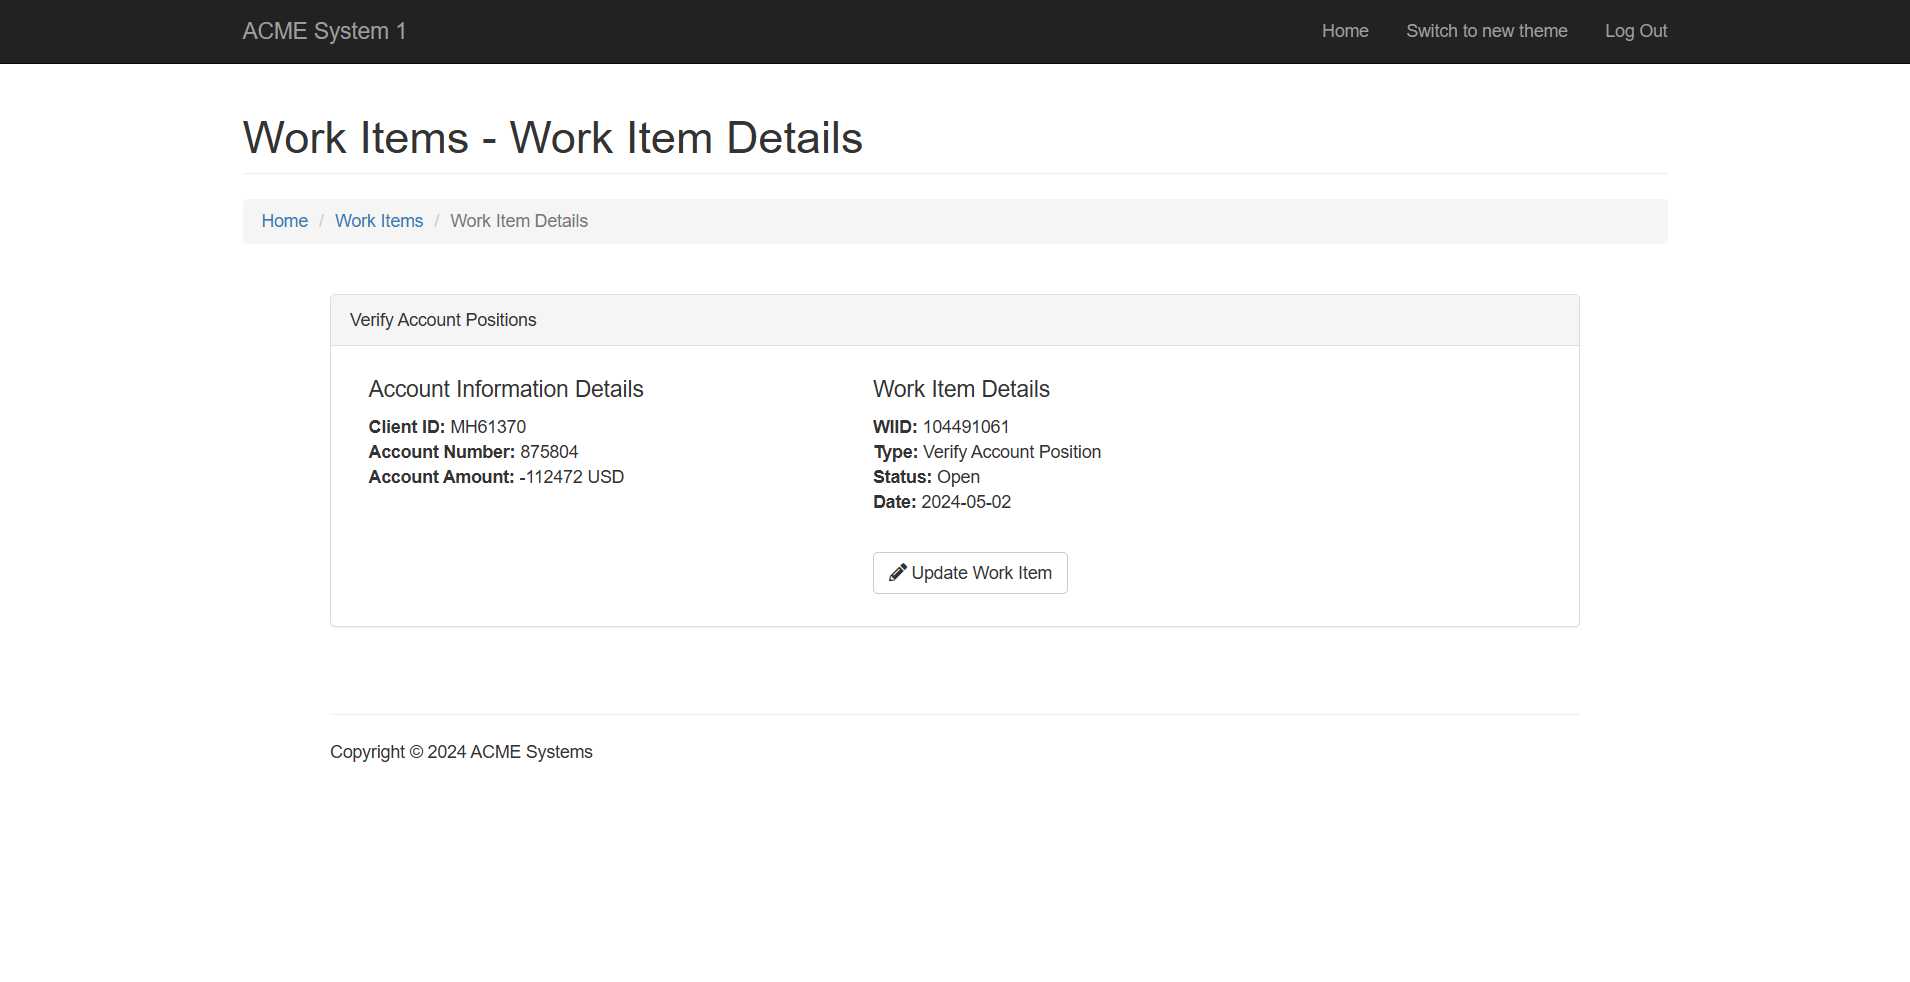 ACME System 1
Home
Switch to new theme
Log Out
Work Items - Work Item Details
Home / Work Items / Work Item Details
Verify Account Positions
Account Information Details
Client ID: MH61370
Account Number: 875804
Account Amount: -112472 USD
Work Item Details
WIID: 104491061
Type: Verify Account Position
Status: Open
Date: 2024-05-02
Update Work Item
Copyright © 2024 ACME Systems